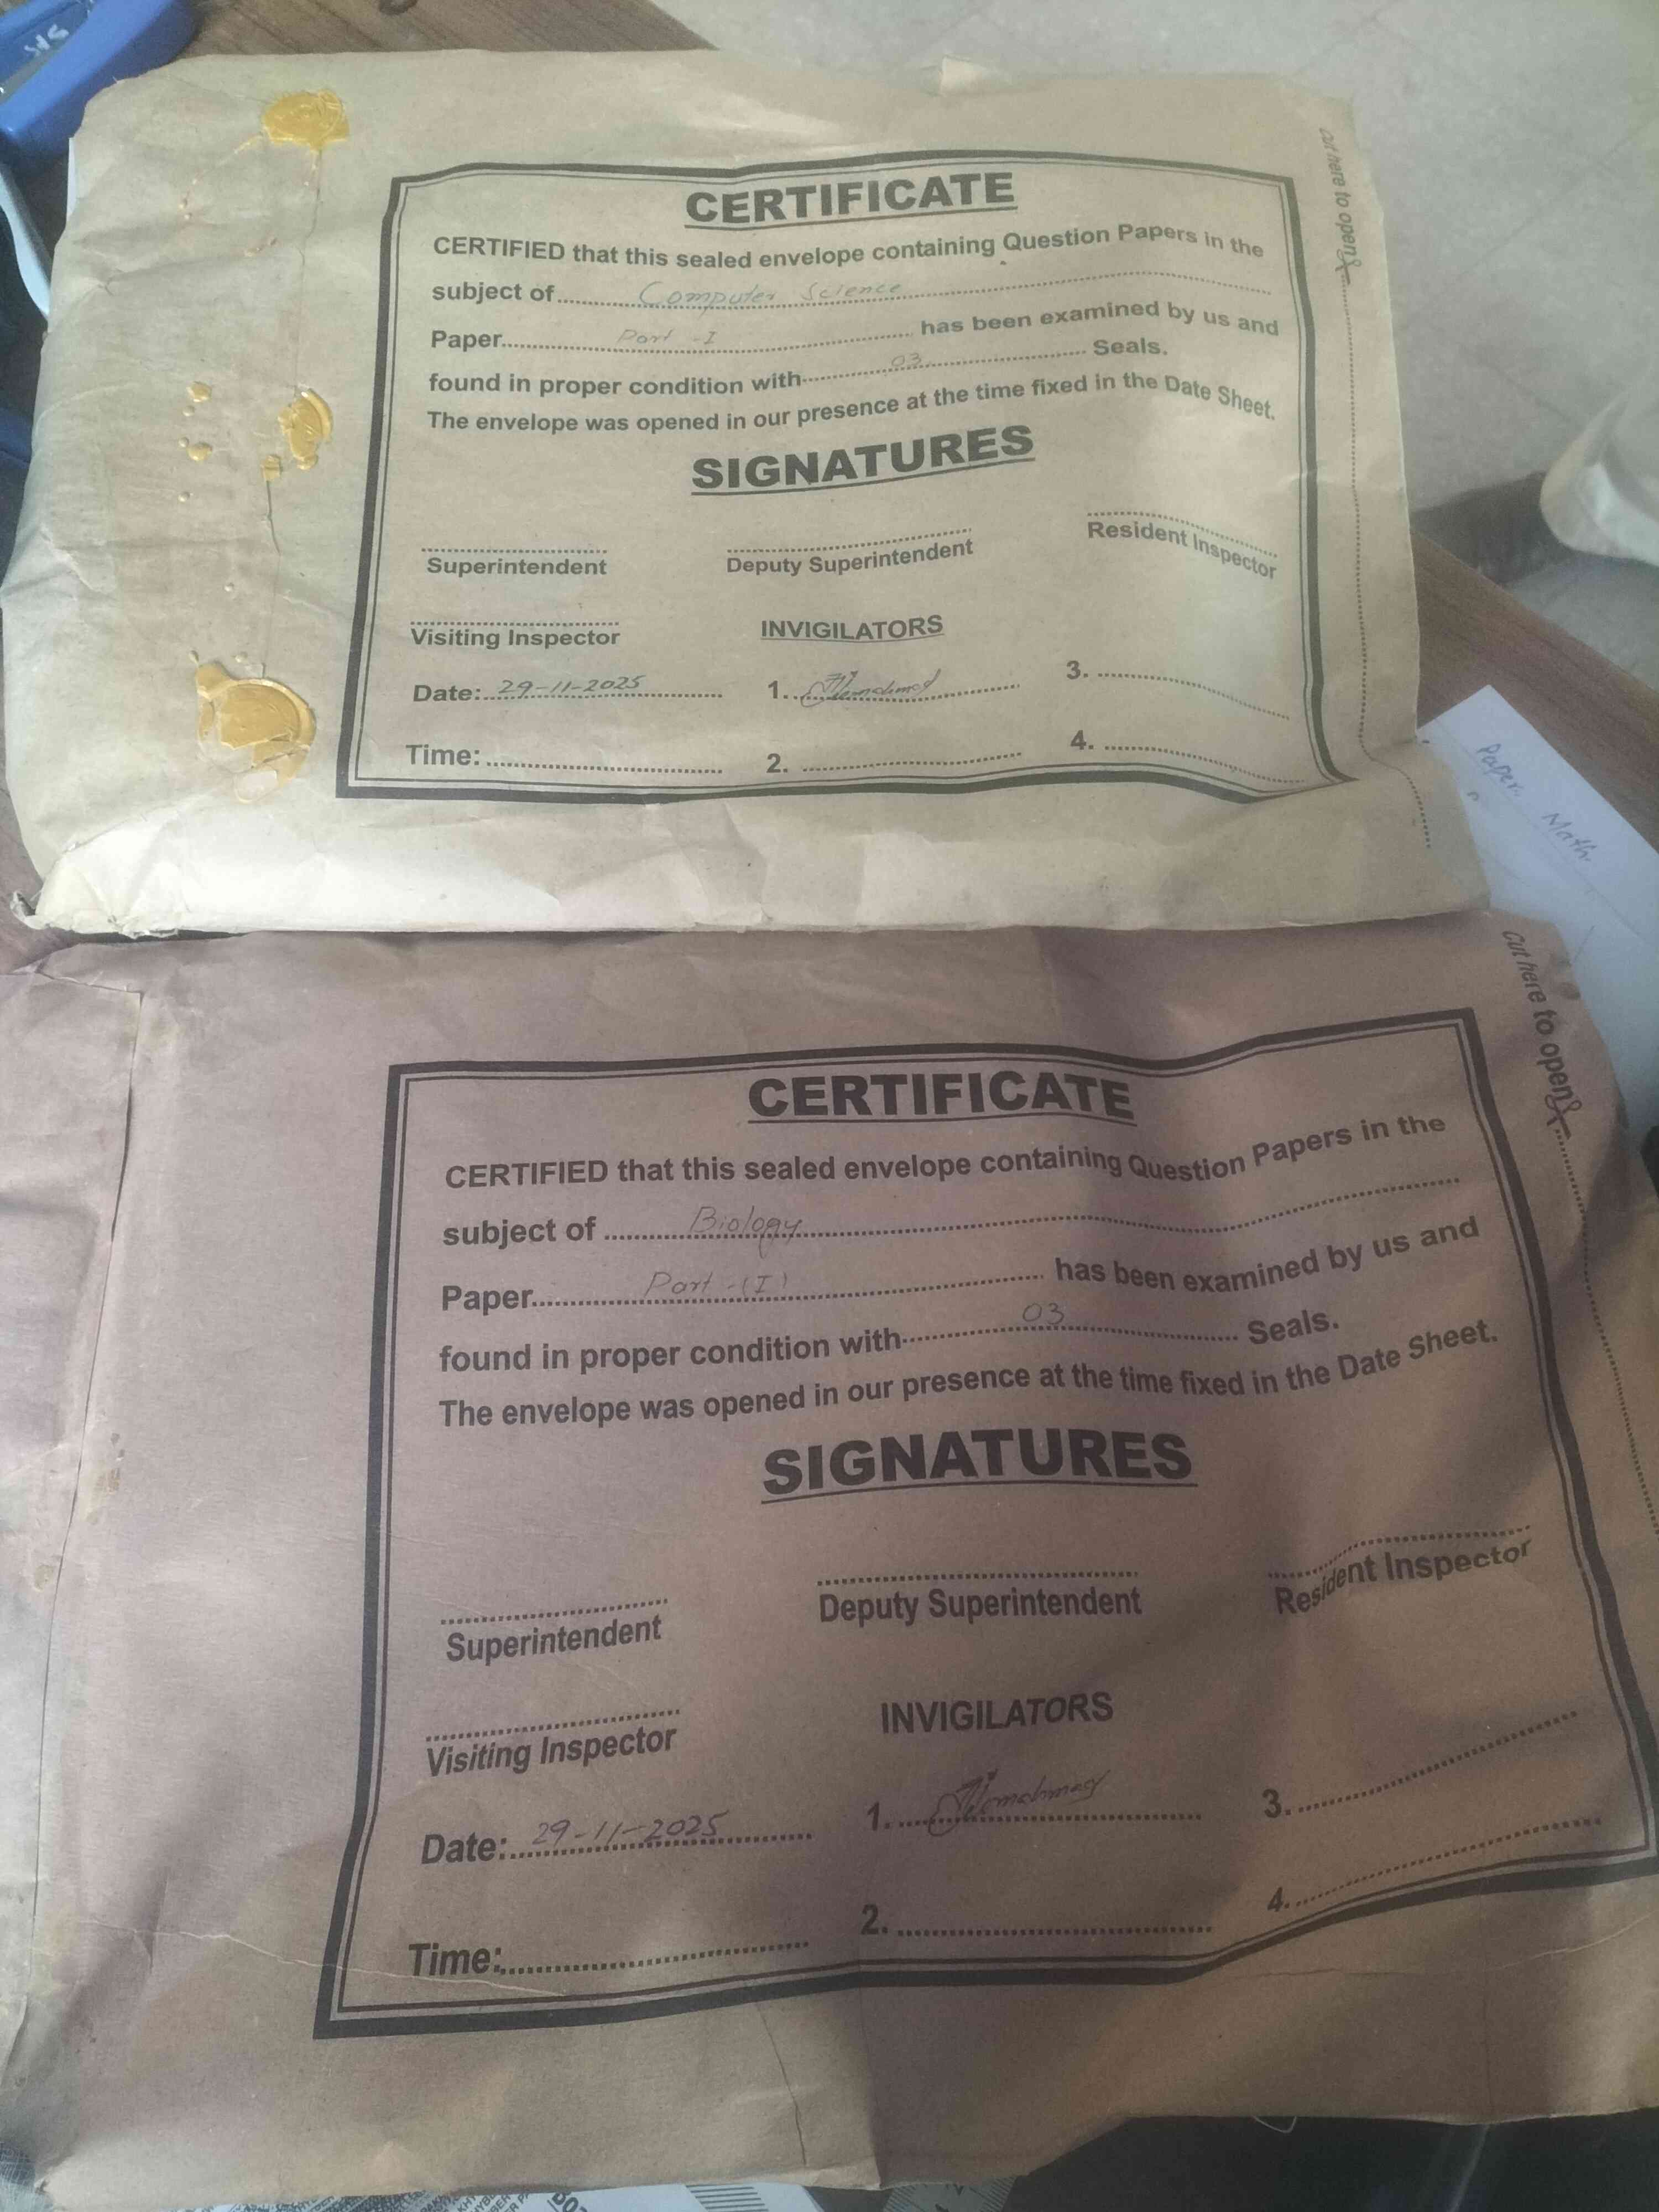 SNS
cut here to open
CERTIFICATE
CERTIFIED that this sealed envelope containing Question Papers in the
subject of Computer Science
Paper Part - I has been examined by us and
found in proper condition with 03 Seals.
The envelope was opened in our presence at the time fixed in the Date Sheet.
SIGNATURES
Superintendent Deputy Superintendent Resident Inspector
Visiting Inspector INVIGILATORS
Date: 29-11-2025 1. 3.
Time: 2. 4.
Paper. Math
cut here to open
CERTIFICATE
CERTIFIED that this sealed envelope containing Question Papers in the
subject of Biology
Paper Part - (I) has been examined by us and
found in proper condition with 03 Seals.
The envelope was opened in our presence at the time fixed in the Date Sheet.
SIGNATURES
Superintendent Deputy Superintendent Resident Inspector
Visiting Inspector INVIGILATORS
Date: 29-11-2025 1. 3.
Time: 2. 4.